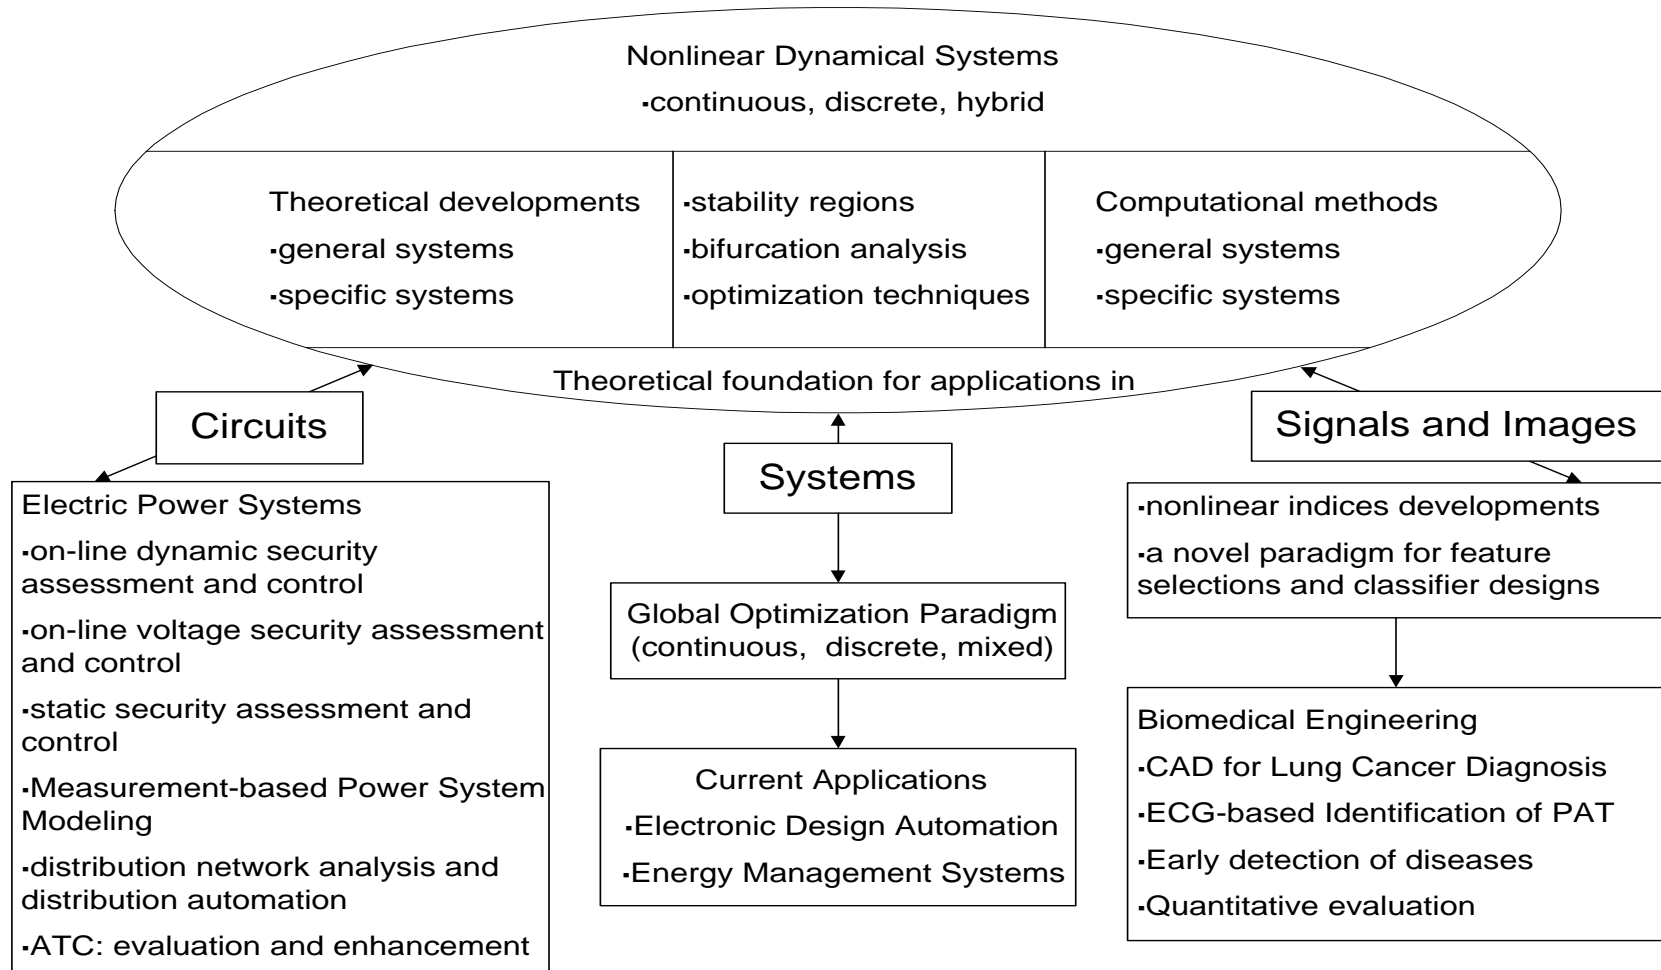 Nonlinear Dynamical Systems
▪continuous, discrete, hybrid
Theoretical developments
▪general systems
▪specific systems
▪stability regions
▪bifurcation analysis
▪optimization techniques
Computational methods
▪general systems
▪specific systems
Theoretical foundation for applications in
Circuits
Systems
Signals and Images
Electric Power Systems
▪on-line dynamic security
assessment and control
▪on-line voltage security assessment
and control
▪static security assessment and
control
▪Measurement-based Power System
Modeling
▪distribution network analysis and
distribution automation
▪ATC: evaluation and enhancement
Global Optimization Paradigm
(continuous, discrete, mixed)
Current Applications
▪Electronic Design Automation
▪Energy Management Systems
▪nonlinear indices developments
▪a novel paradigm for feature
selections and classifier designs
Biomedical Engineering
▪CAD for Lung Cancer Diagnosis
▪ECG-based Identification of PAT
▪Early detection of diseases
▪Quantitative evaluation